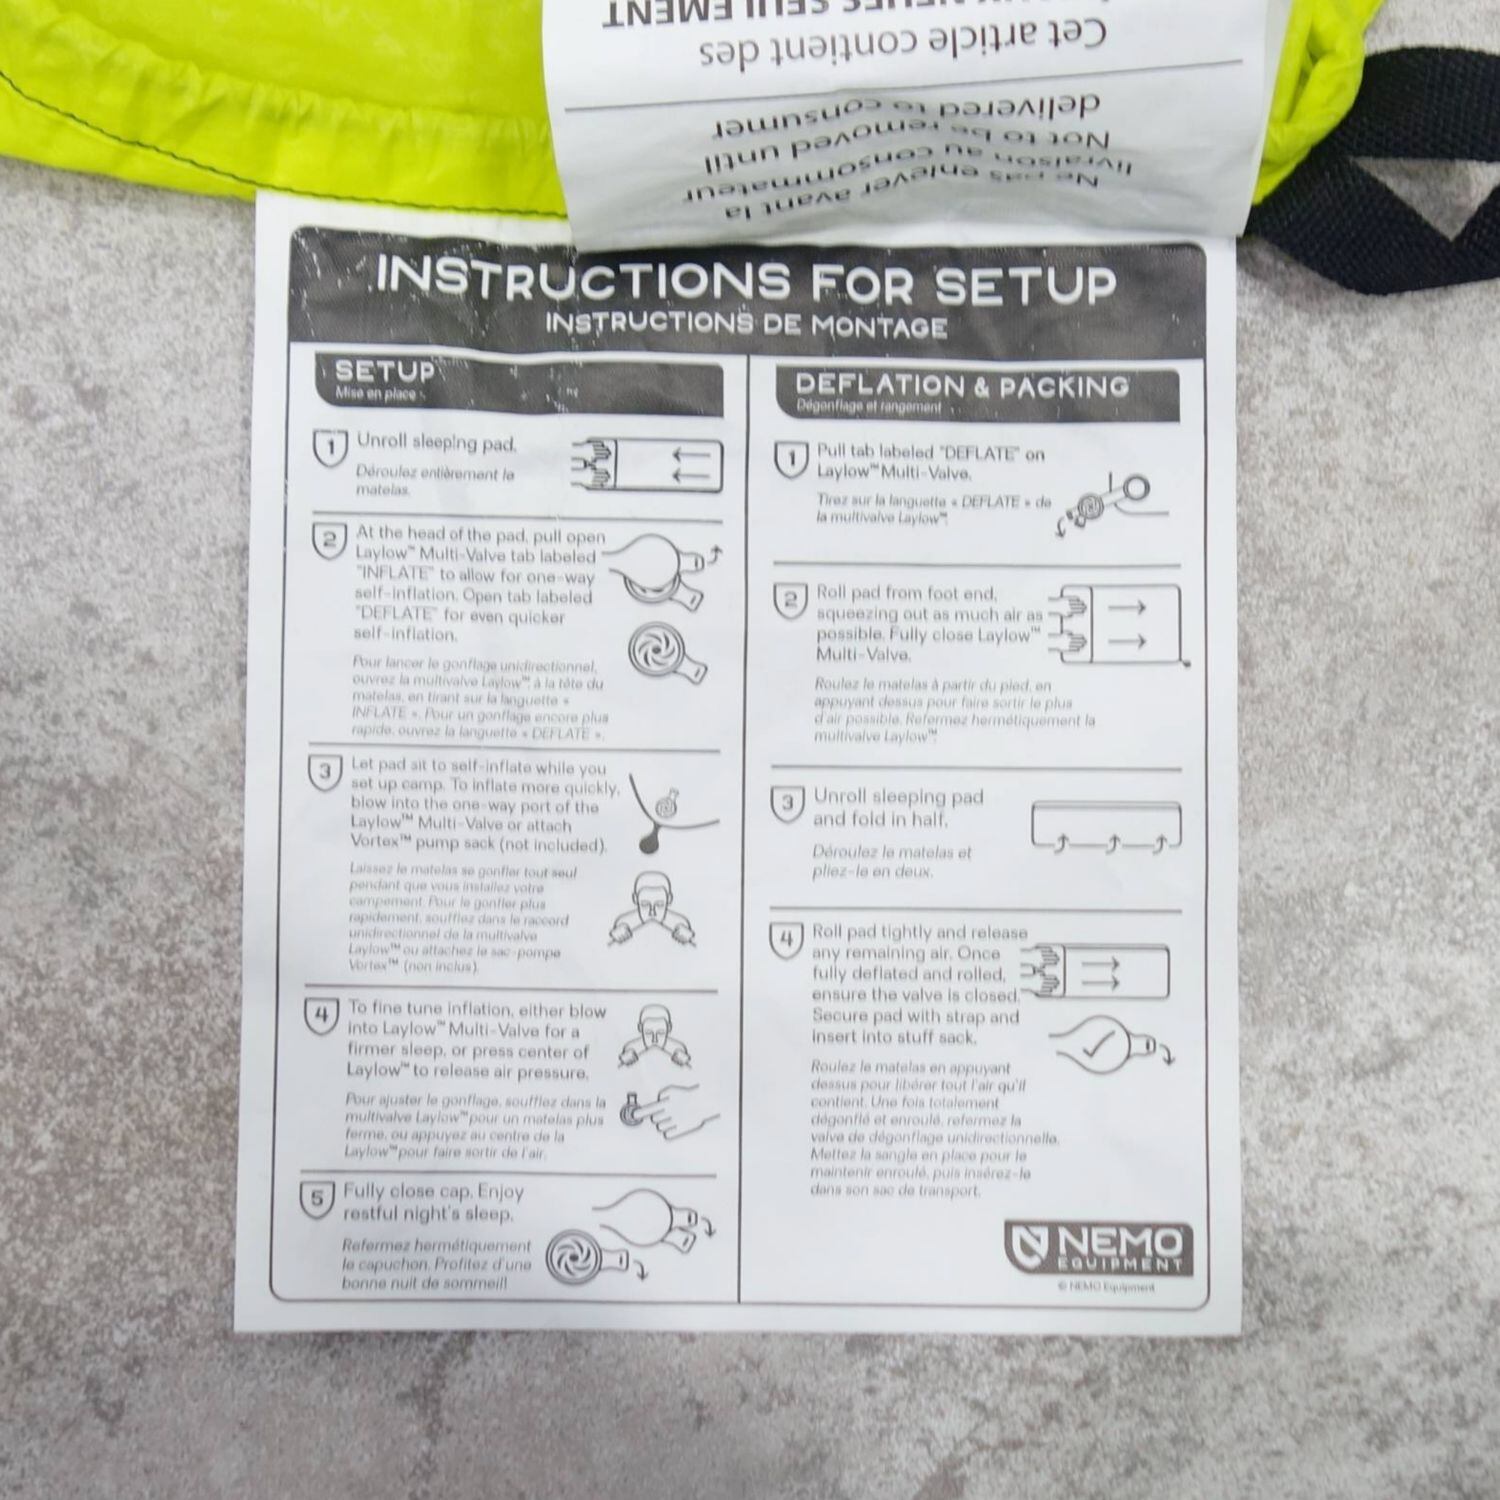 Ne pas enlever avant la
livraison au consommateur
Not to be removed until
delivered to consumer
Cet article contient des
NEUVES SEULEMENT
INSTRUCTIONS FOR SETUP
INSTRUCTIONS DE MONTAGE
SETUP
Mise en place
1
Unroll sleeping pad.
Déroulez entièrement le
matelas.
2
At the head of the pad, pull open
Laylow™ Multi-Valve tab labeled
"INFLATE" to allow for one-way
self-inflation. Open tab labeled
"DEFLATE" for even quicker
self-inflation.
Pour lancer le gonflage unidirectionnel,
ouvrez la multivalve Laylow™, à la tête du
matelas, en tirant sur la languette «
INFLATE ». Pour un gonflage encore plus
rapide, ouvrez la languette « DEFLATE ».
3
Let pad sit to self-inflate while you
set up camp. To inflate more quickly,
blow into the one-way port of the
Laylow™ Multi-Valve or attach
Vortex™ pump sack (not included).
Laissez le matelas se gonfler tout seul
pendant que vous installez votre
campement. Pour le gonfler plus
rapidement, soufflez dans le raccord
unidirectionnel de la multivalve
Laylow™ ou attachez le sac-pompe
Vortex™ (non inclus).
4
To fine tune inflation, either blow
into Laylow™ Multi-Valve for a
firmer sleep, or press center of
Laylow™ to release air pressure.
Pour ajuster le gonflage, soufflez dans la
multivalve Laylow™ pour un matelas plus
ferme, ou appuyez au centre de la
Laylow™ pour faire sortir de l'air.
5
Fully close cap. Enjoy
restful night's sleep.
Refermez hermétiquement
le capuchon. Profitez d'une
bonne nuit de sommeil!
DEFLATION & PACKING
Dégonflage et rangement
1
Pull tab labeled "DEFLATE" on
Laylow™ Multi-Valve.
Tirez sur la languette « DEFLATE » de
la multivalve Laylow™.
2
Roll pad from foot end,
squeezing out as much air as
possible. Fully close Laylow™
Multi-Valve.
Roulez le matelas à partir du pied, en
appuyant dessus pour faire sortir le plus
d'air possible. Refermez hermétiquement la
multivalve Laylow™.
3
Unroll sleeping pad
and fold in half.
Déroulez le matelas et
pliez-le en deux.
4
Roll pad tightly and release
any remaining air. Once
fully deflated and rolled,
ensure the valve is closed.
Secure pad with strap and
insert into stuff sack.
Roulez le matelas en appuyant
dessus pour libérer tout l'air qu'il
contient. Une fois totalement
dégonflé et enroulé, refermez la
valve de dégonflage unidirectionnelle.
Mettez la sangle en place pour le
maintenir enroulé, puis insérez-le
dans son sac de transport.
NEMO
EQUIPMENT
© NEMO Equipment